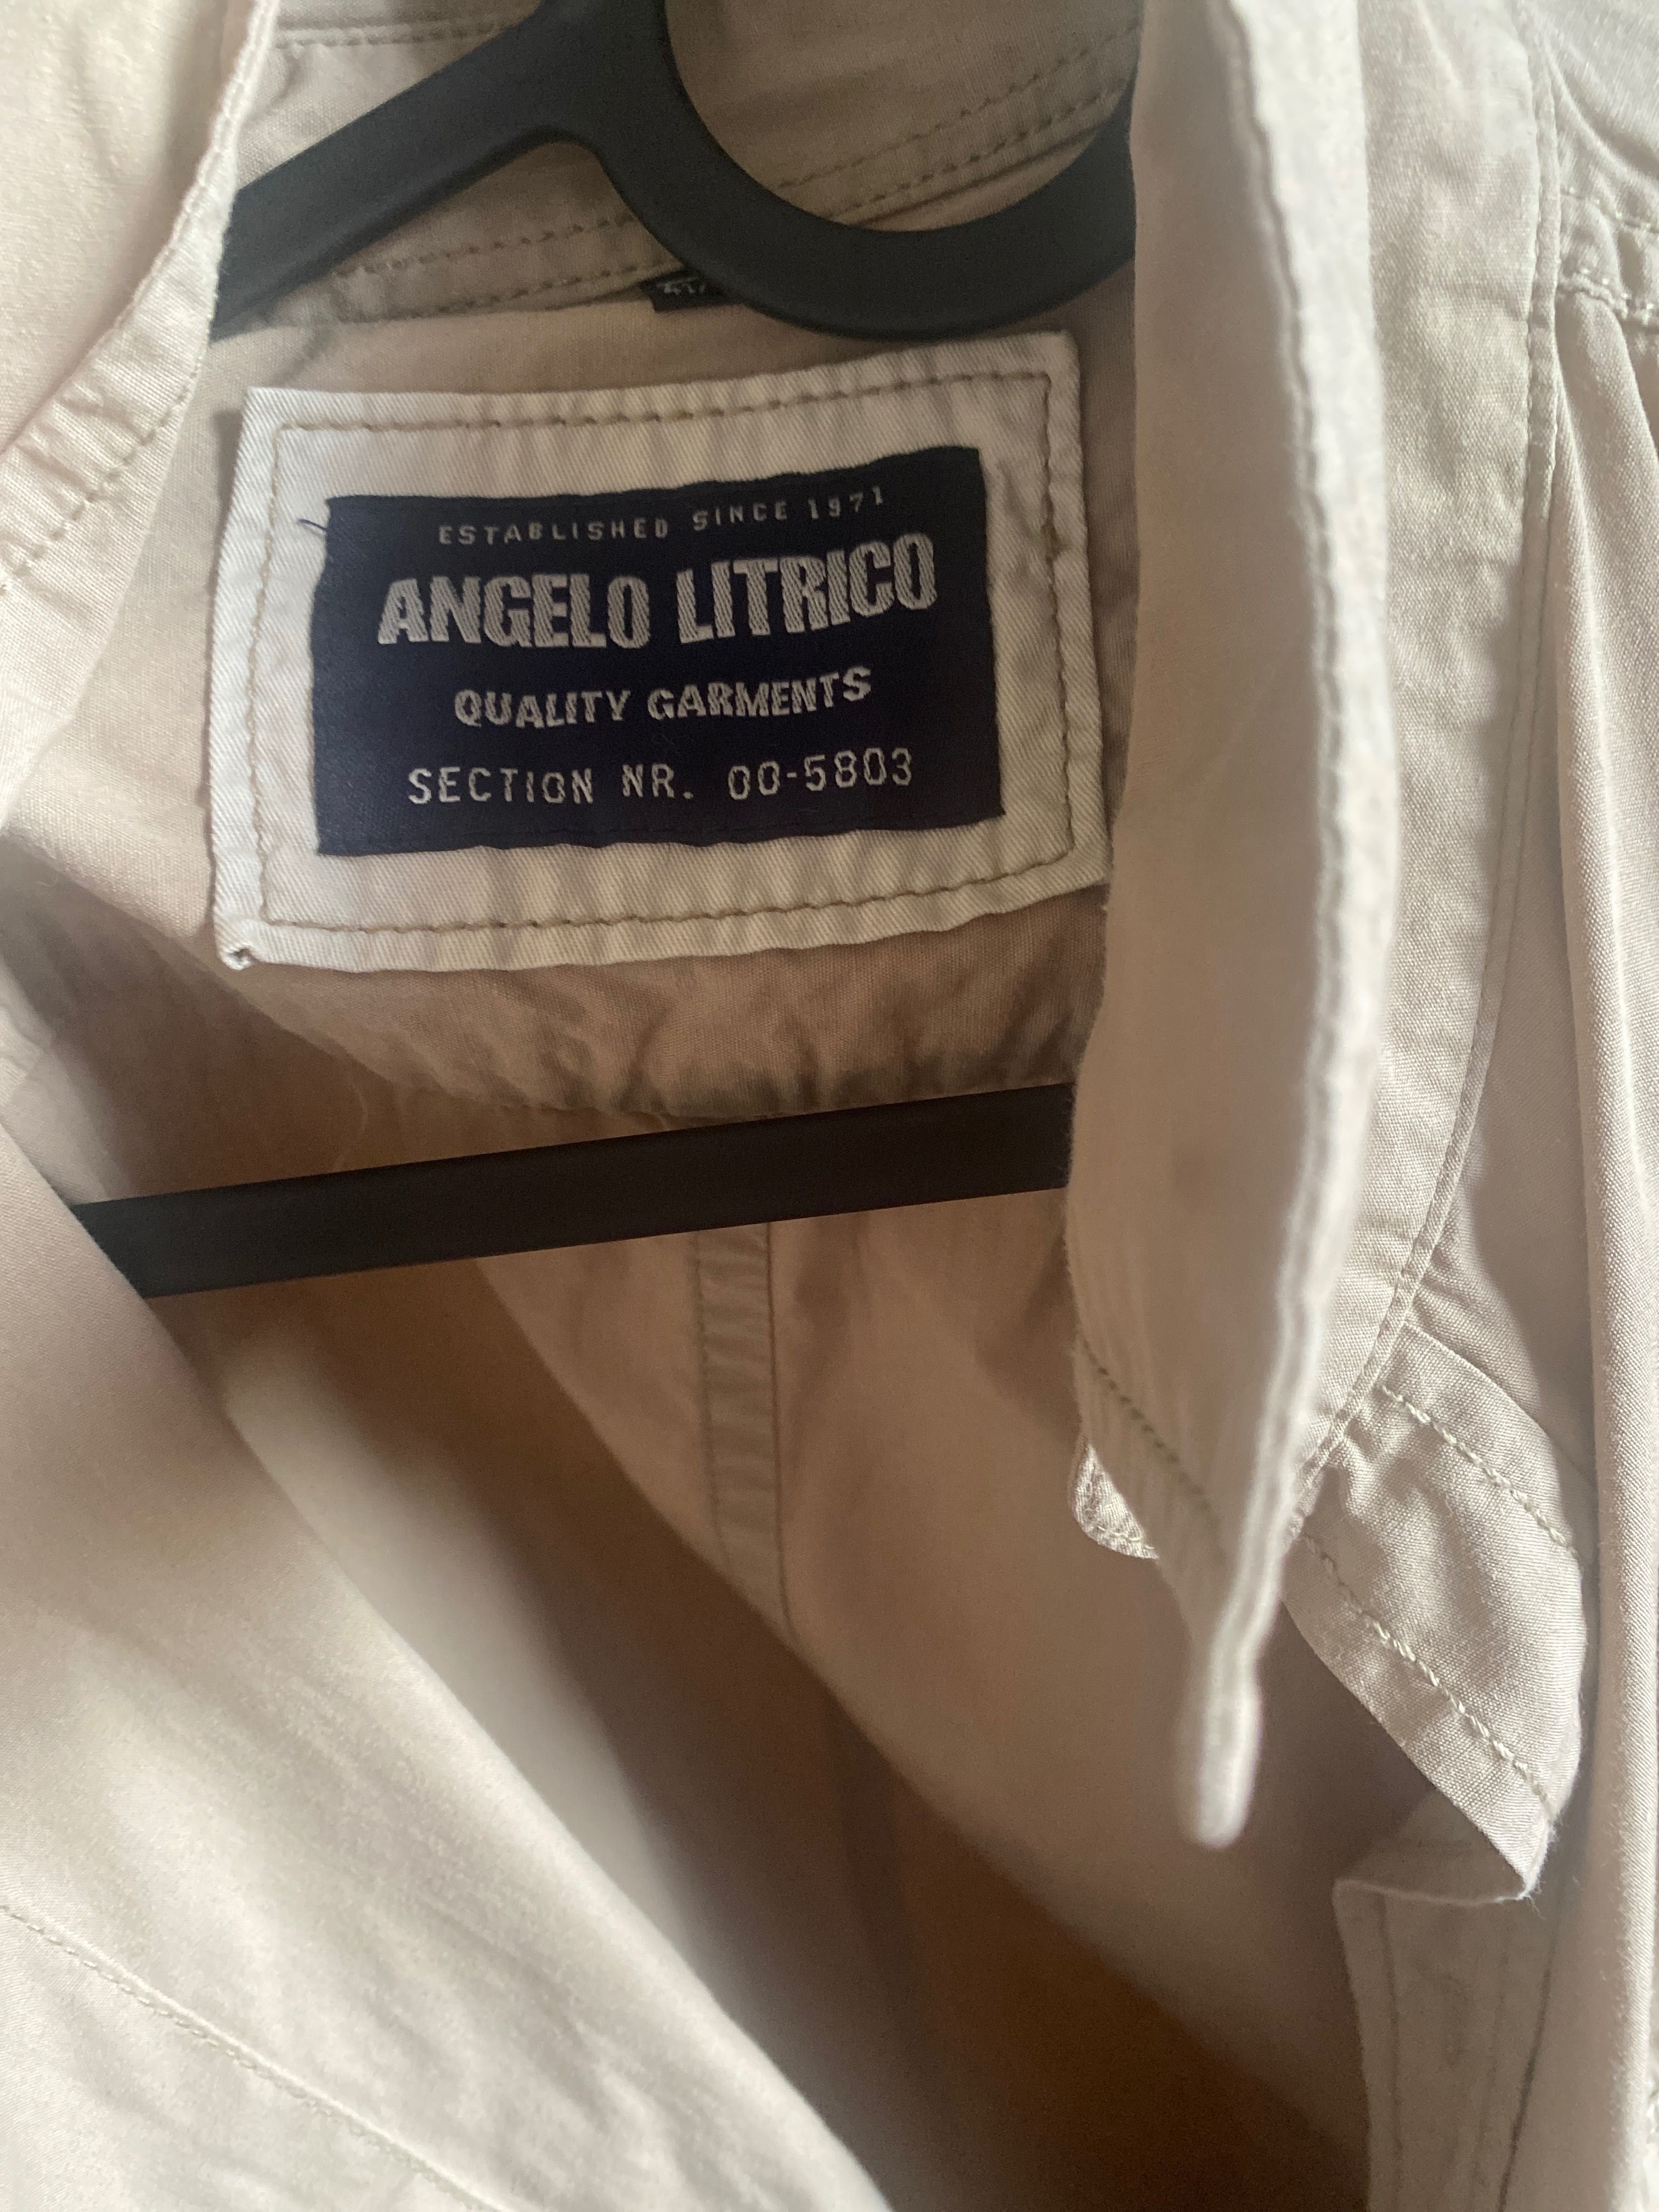 ESTABLISHED SINCE 1971
ANGELO LITRICO
QUALITY GARMENTS
SECTION NR. 00-5803